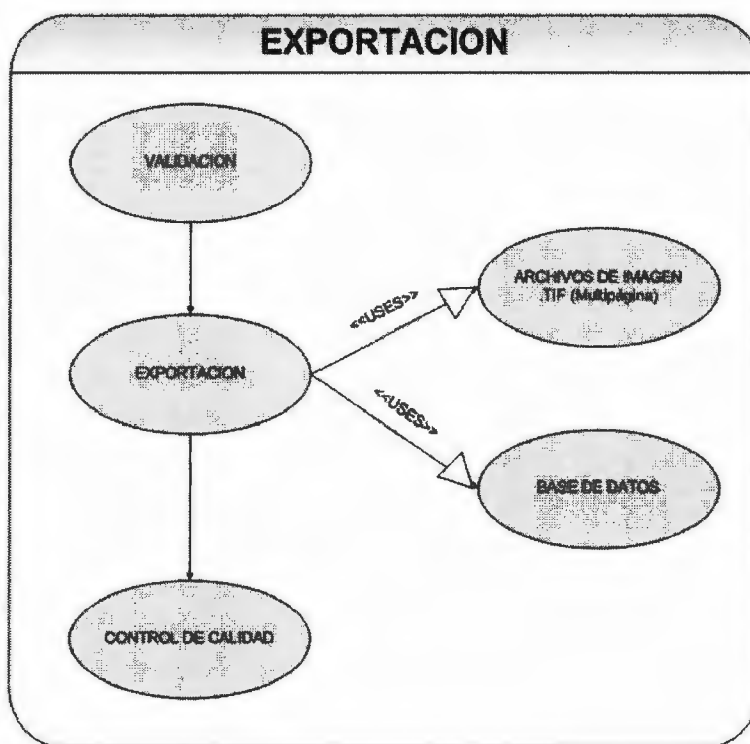 EXPORTACION
VALIDACION
ARCHIVOS DE IMAGEN
.TIF (Multipágina)
<<USES>>
EXPORTACION
<<USES>>
BASE DE DATOS
CONTROL DE CALIDAD